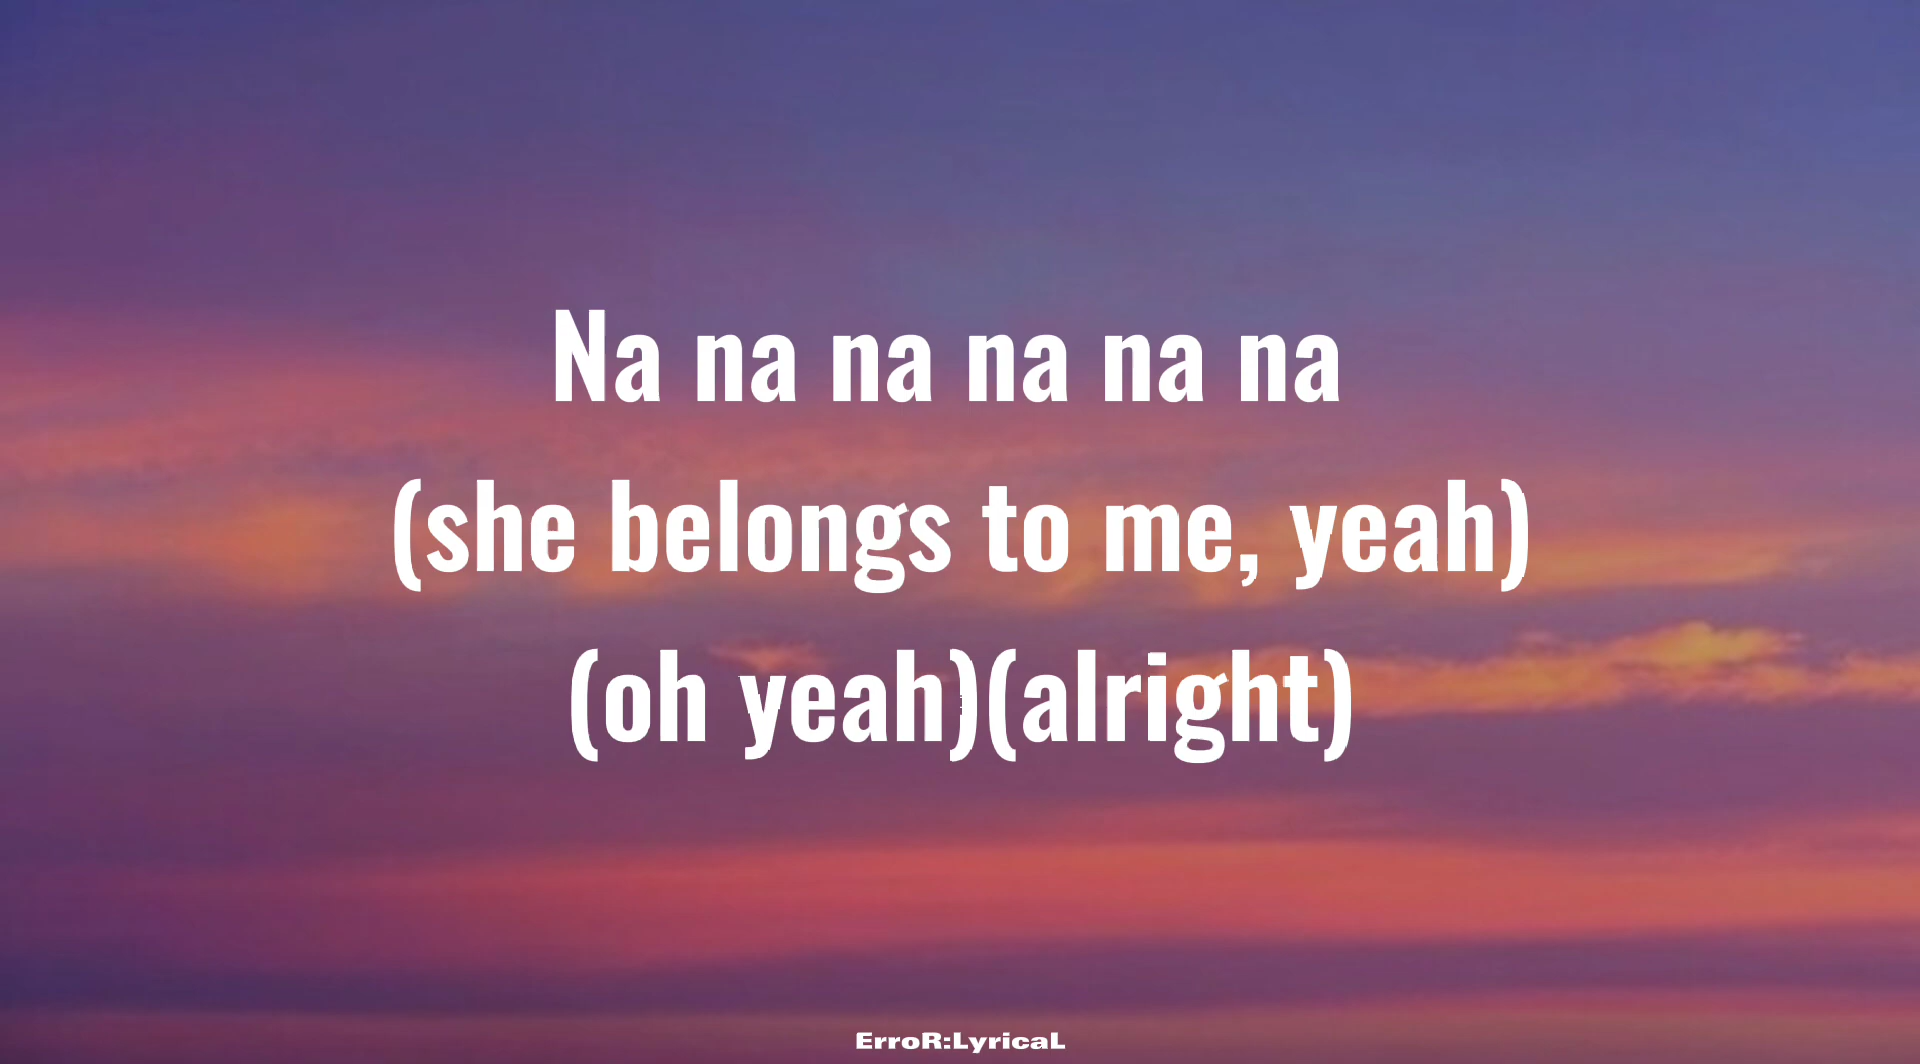 Na na na na na na
(she belongs to me, yeah)
(oh yeah)(alright)
ErroR:LyricaL